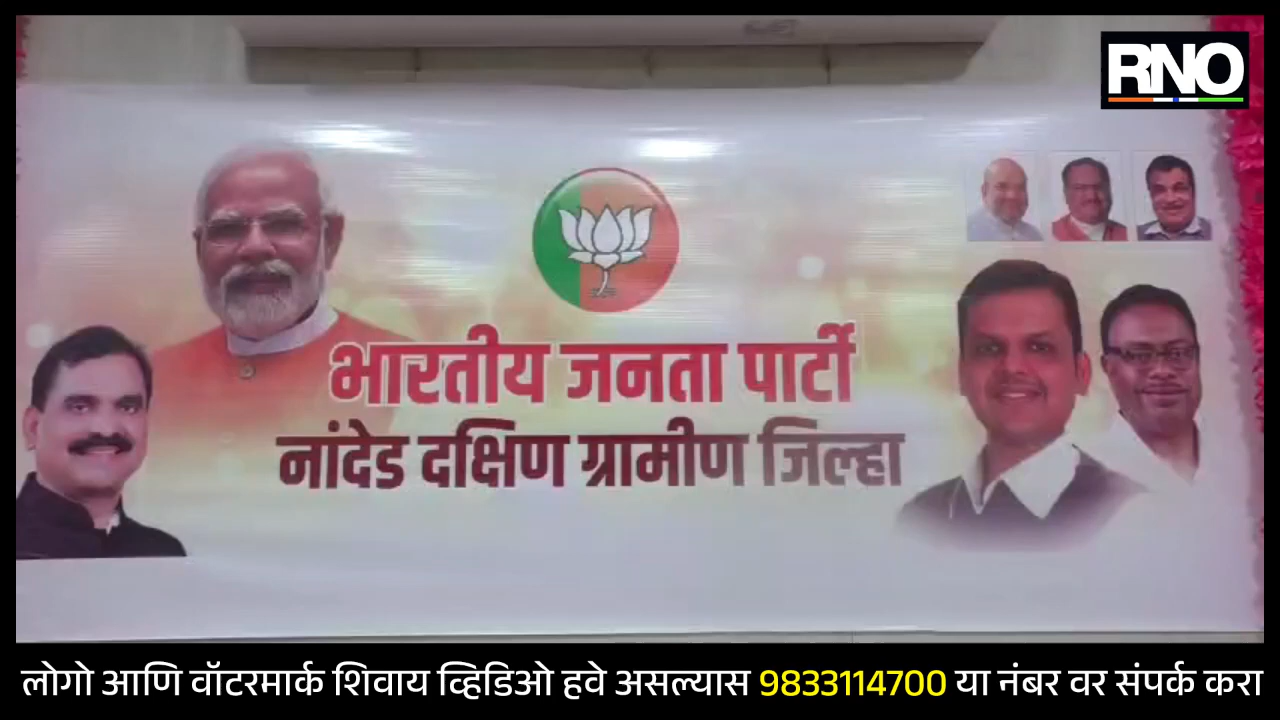 RNO
भारतीय जनता पार्टी
नांदेड दक्षिण ग्रामीण जिल्हा
लोगो आणि वॉटरमार्क शिवाय व्हिडिओ हवे असल्यास 9833114700 या नंबर वर संपर्क करा